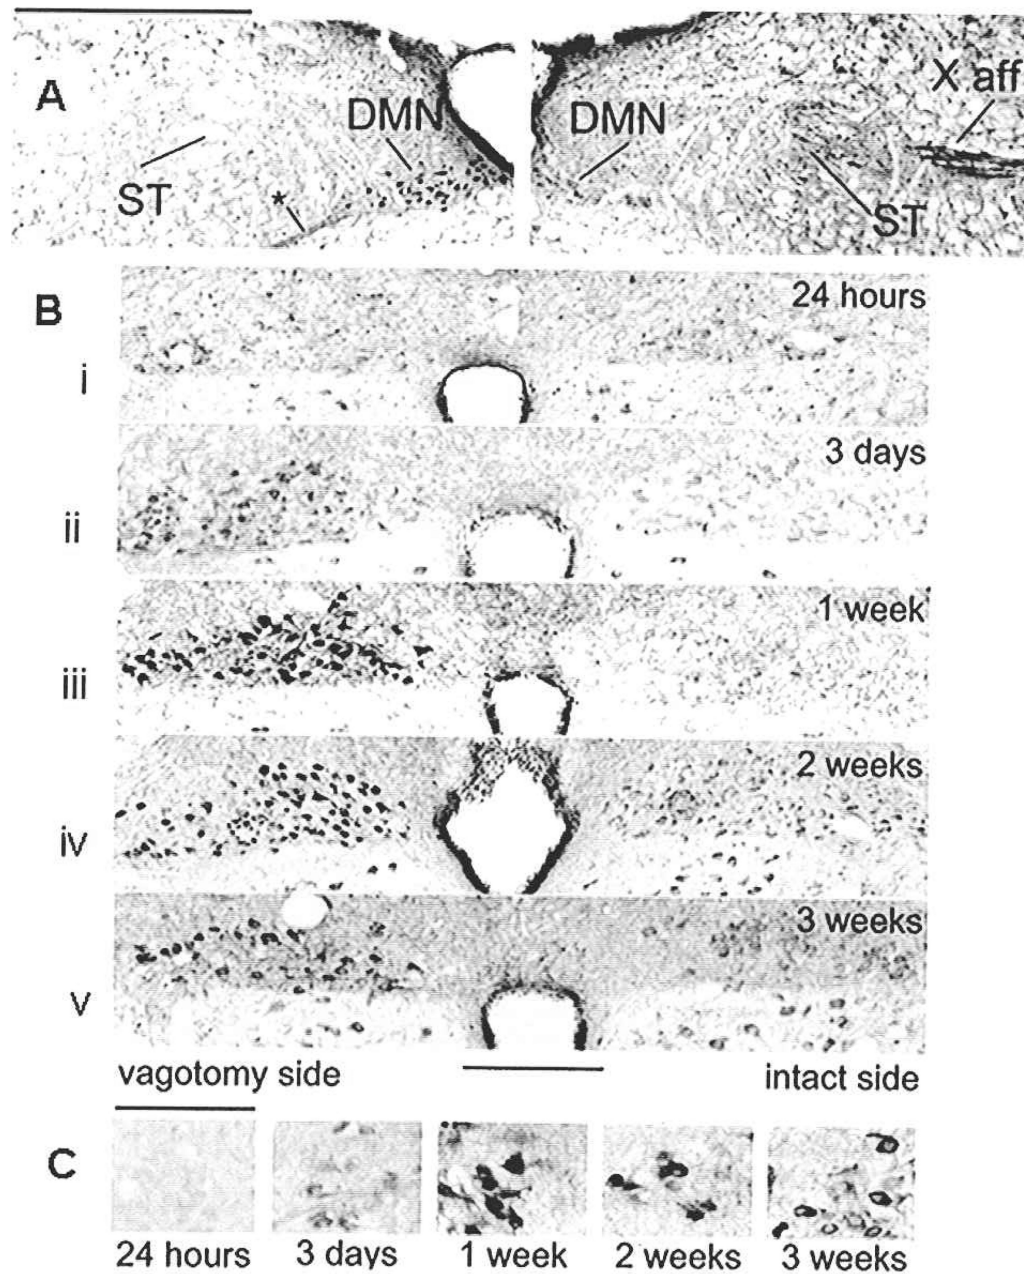 A
DMN
DMN
X aff
ST
*
ST
B
24 hours
i
3 days
ii
1 week
iii
2 weeks
iv
3 weeks
v
vagotomy side
intact side
C
24 hours
3 days
1 week
2 weeks
3 weeks